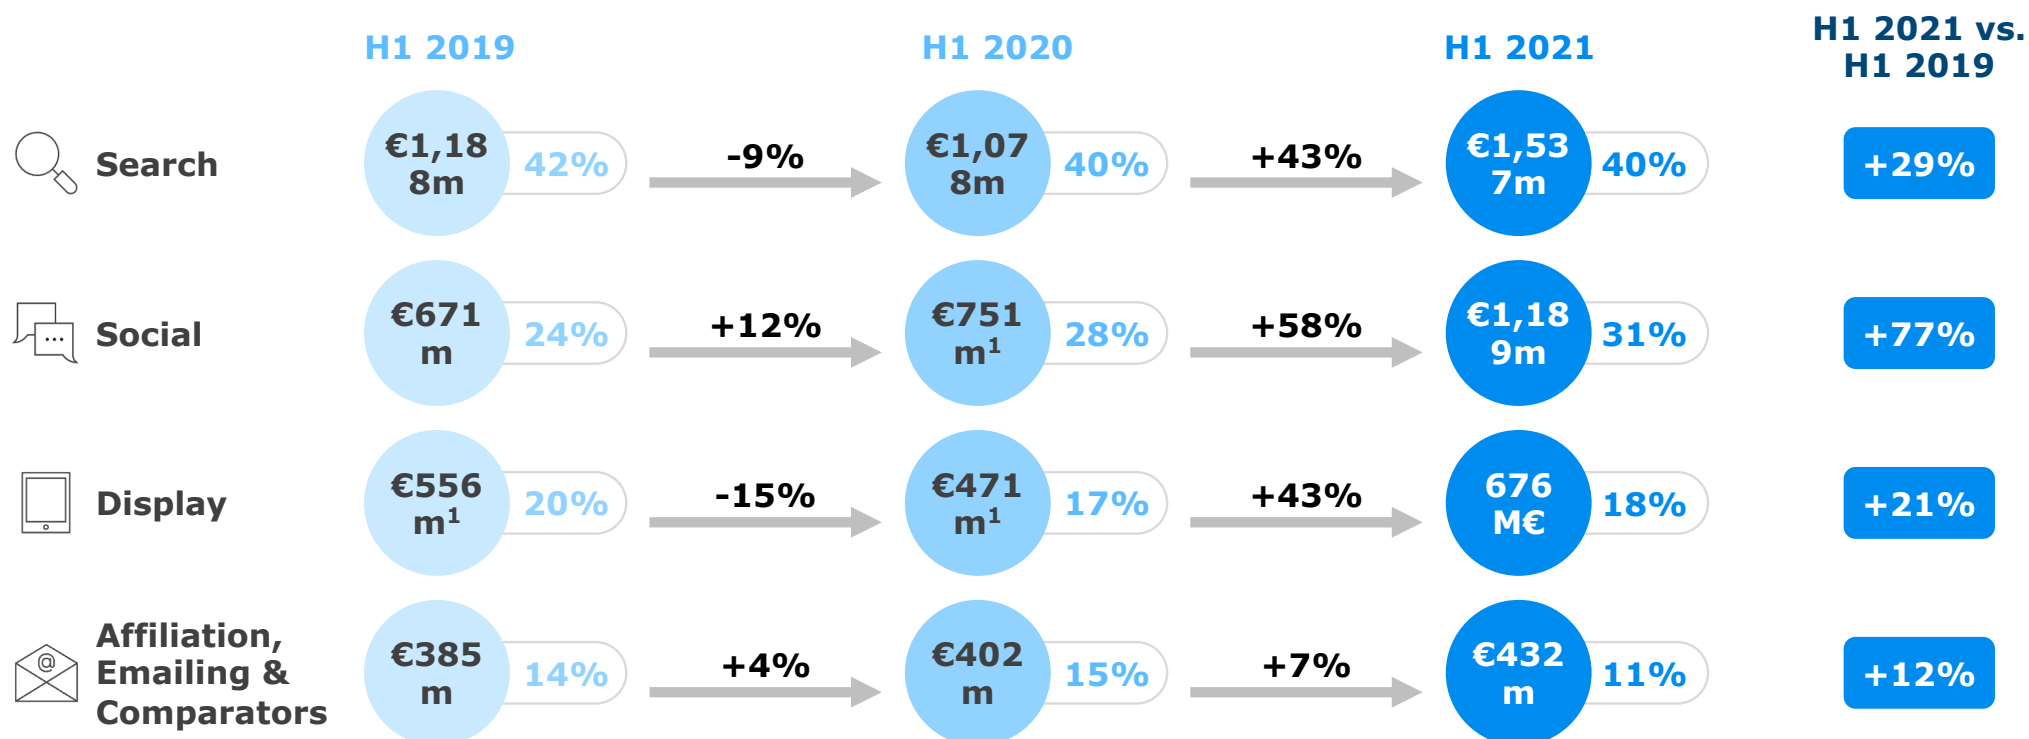 H1 2019
H1 2020
H1 2021
H1 2021 vs.
H1 2019
Search
€1,18
8m
42%
-9%
€1,07
8m
40%
+43%
€1,53
7m
40%
+29%
Social
€671
m
24%
+12%
€751
m¹
28%
+58%
€1,18
9m
31%
+77%
Display
€556
m¹
20%
-15%
€471
m¹
17%
+43%
676
M€
18%
+21%
@
Affiliation,
Emailing &
Comparators
€385
m
14%
+4%
€402
m
15%
+7%
€432
m
11%
+12%